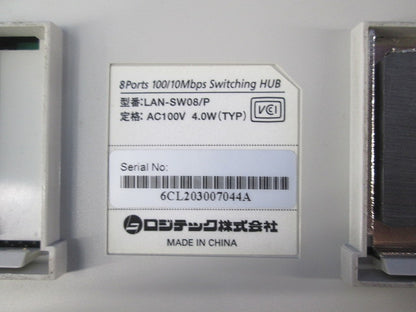 8Ports 100/10Mbps Switching HUB
型番: LAN-SW08/P
定格: AC100V 4.0W(TYP)
VCI
Serial No:
6CL203007044A
ロジテック株式会社
MADE IN CHINA